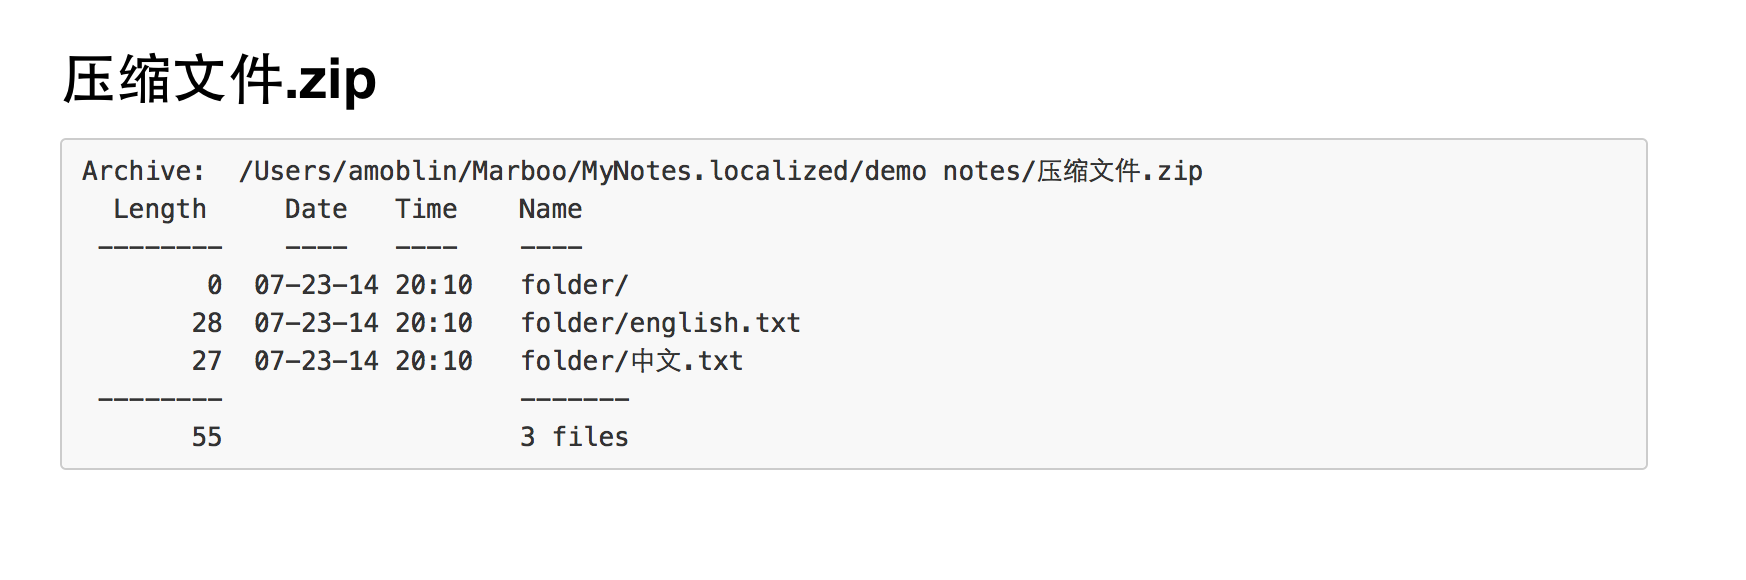 压缩文件.zip
Archive:  /Users/amoblin/Marboo/MyNotes.localized/demo notes/压缩文件.zip
  Length     Date   Time    Name
 --------    ----   ----    ----
        0  07-23-14 20:10   folder/
       28  07-23-14 20:10   folder/english.txt
       27  07-23-14 20:10   folder/中文.txt
 --------                   -------
       55                   3 files